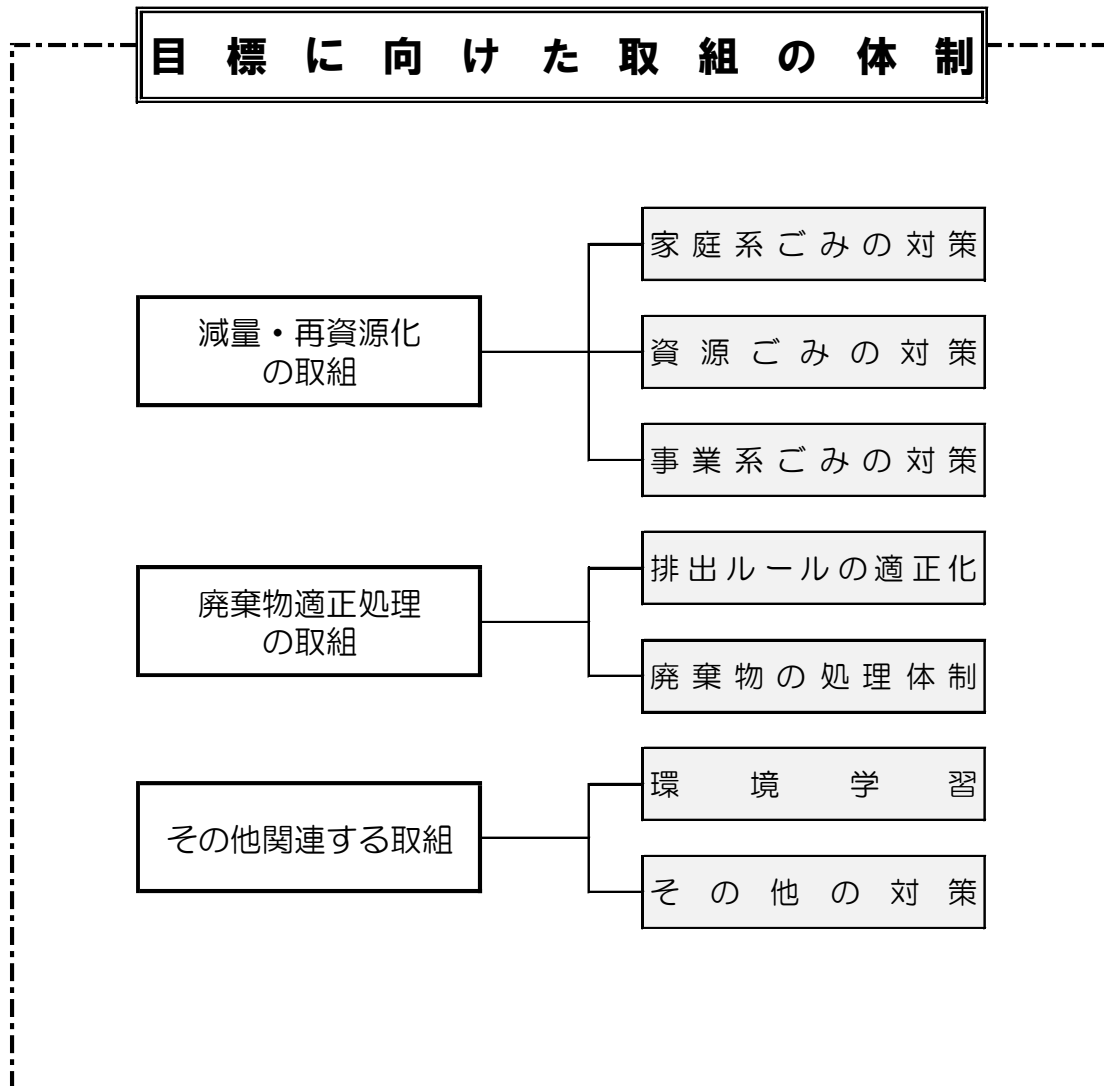 目標に向けた取組の体制
減量・再資源化
の取組
家庭系ごみの対策
資源ごみの対策
事業系ごみの対策
廃棄物適正処理
の取組
排出ルールの適正化
廃棄物の処理体制
その他関連する取組
環境学習
その他の対策